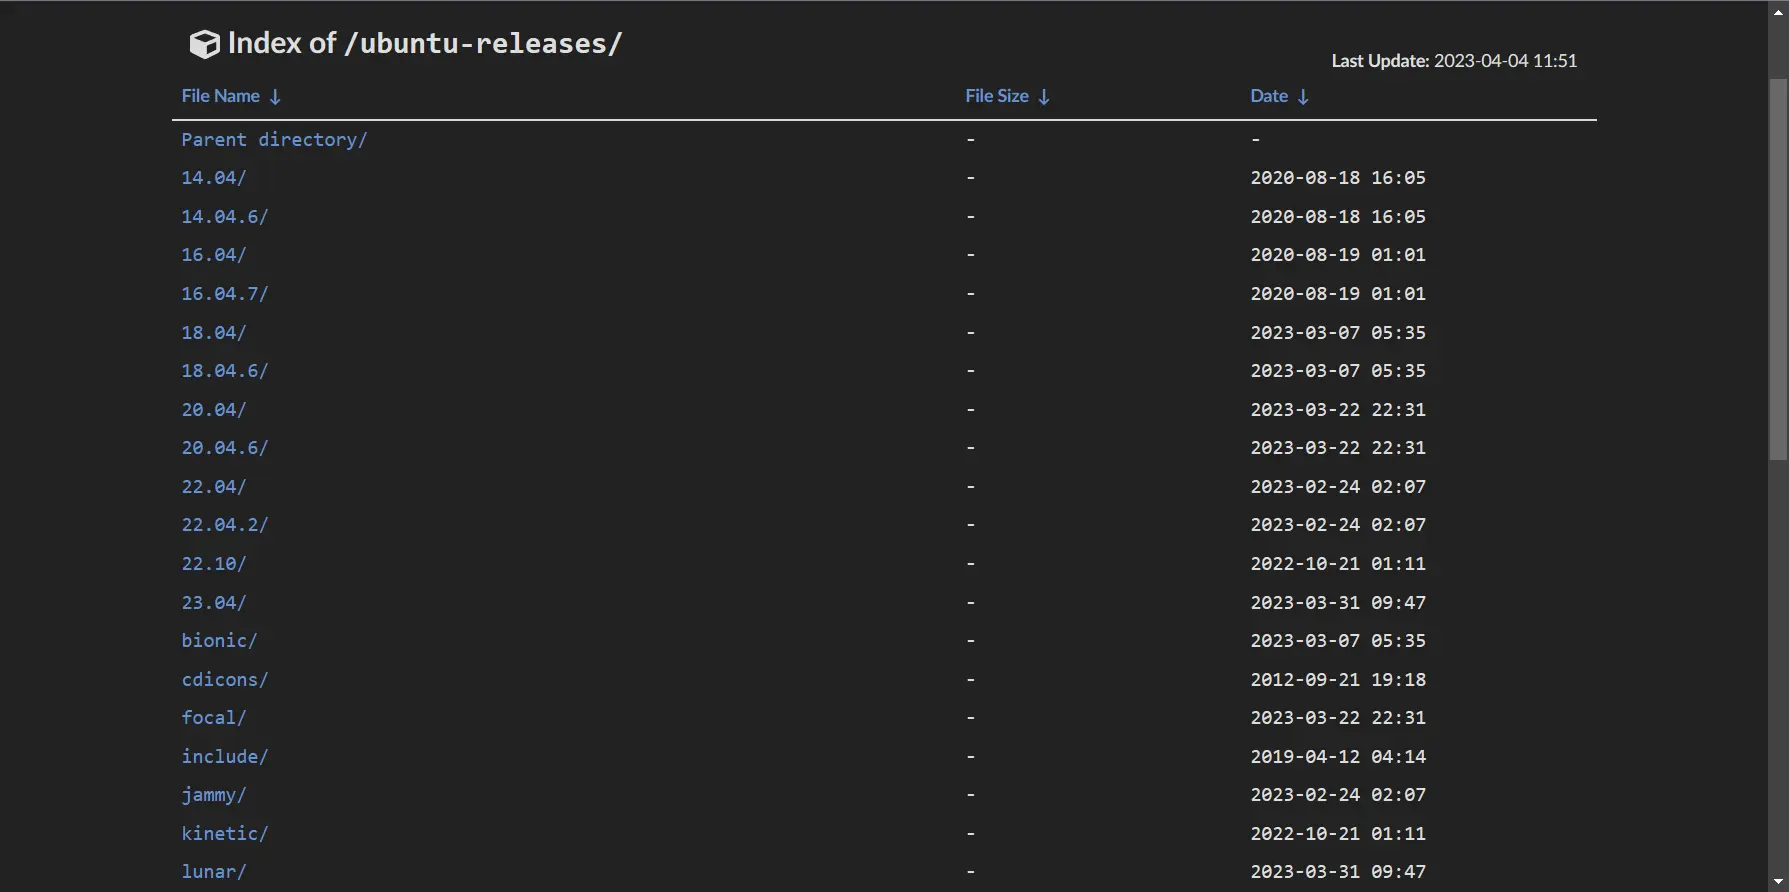 Index of /ubuntu-releases/
Last Update: 2023-04-04 11:51
File Name ↓ File Size ↓ Date ↓
Parent directory/ - -
14.04/ - 2020-08-18 16:05
14.04.6/ - 2020-08-18 16:05
16.04/ - 2020-08-19 01:01
16.04.7/ - 2020-08-19 01:01
18.04/ - 2023-03-07 05:35
18.04.6/ - 2023-03-07 05:35
20.04/ - 2023-03-22 22:31
20.04.6/ - 2023-03-22 22:31
22.04/ - 2023-02-24 02:07
22.04.2/ - 2023-02-24 02:07
22.10/ - 2022-10-21 01:11
23.04/ - 2023-03-31 09:47
bionic/ - 2023-03-07 05:35
cdicons/ - 2012-09-21 19:18
focal/ - 2023-03-22 22:31
include/ - 2019-04-12 04:14
jammy/ - 2023-02-24 02:07
kinetic/ - 2022-10-21 01:11
lunar/ - 2023-03-31 09:47